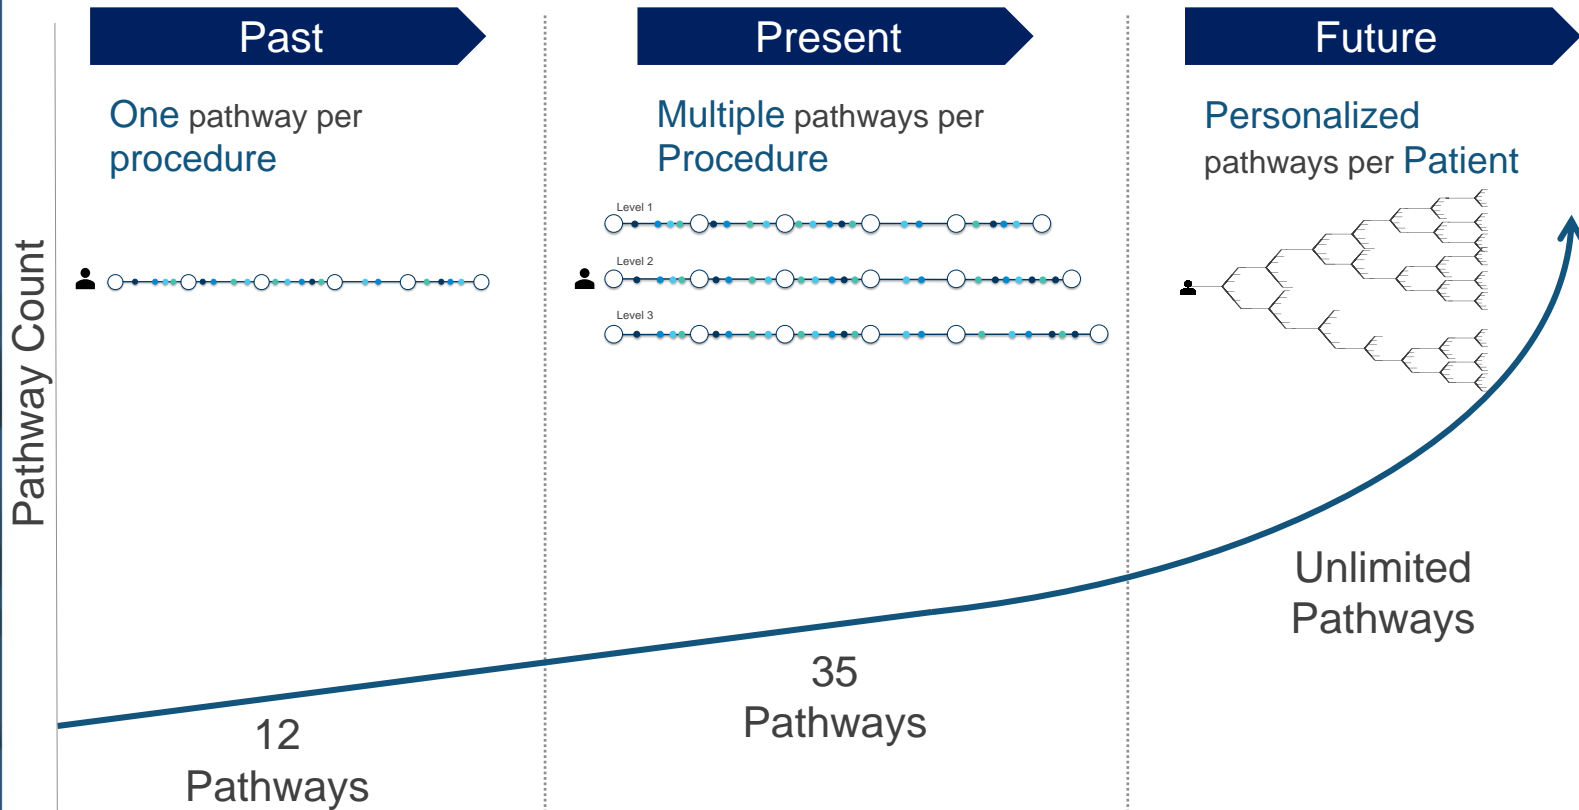 Past
Present
Future
One pathway per
procedure
Multiple pathways per
Procedure
Personalized
pathways per Patient
Level 1
Level 2
Level 3
Pathway Count
12
Pathways
35
Pathways
Unlimited
Pathways